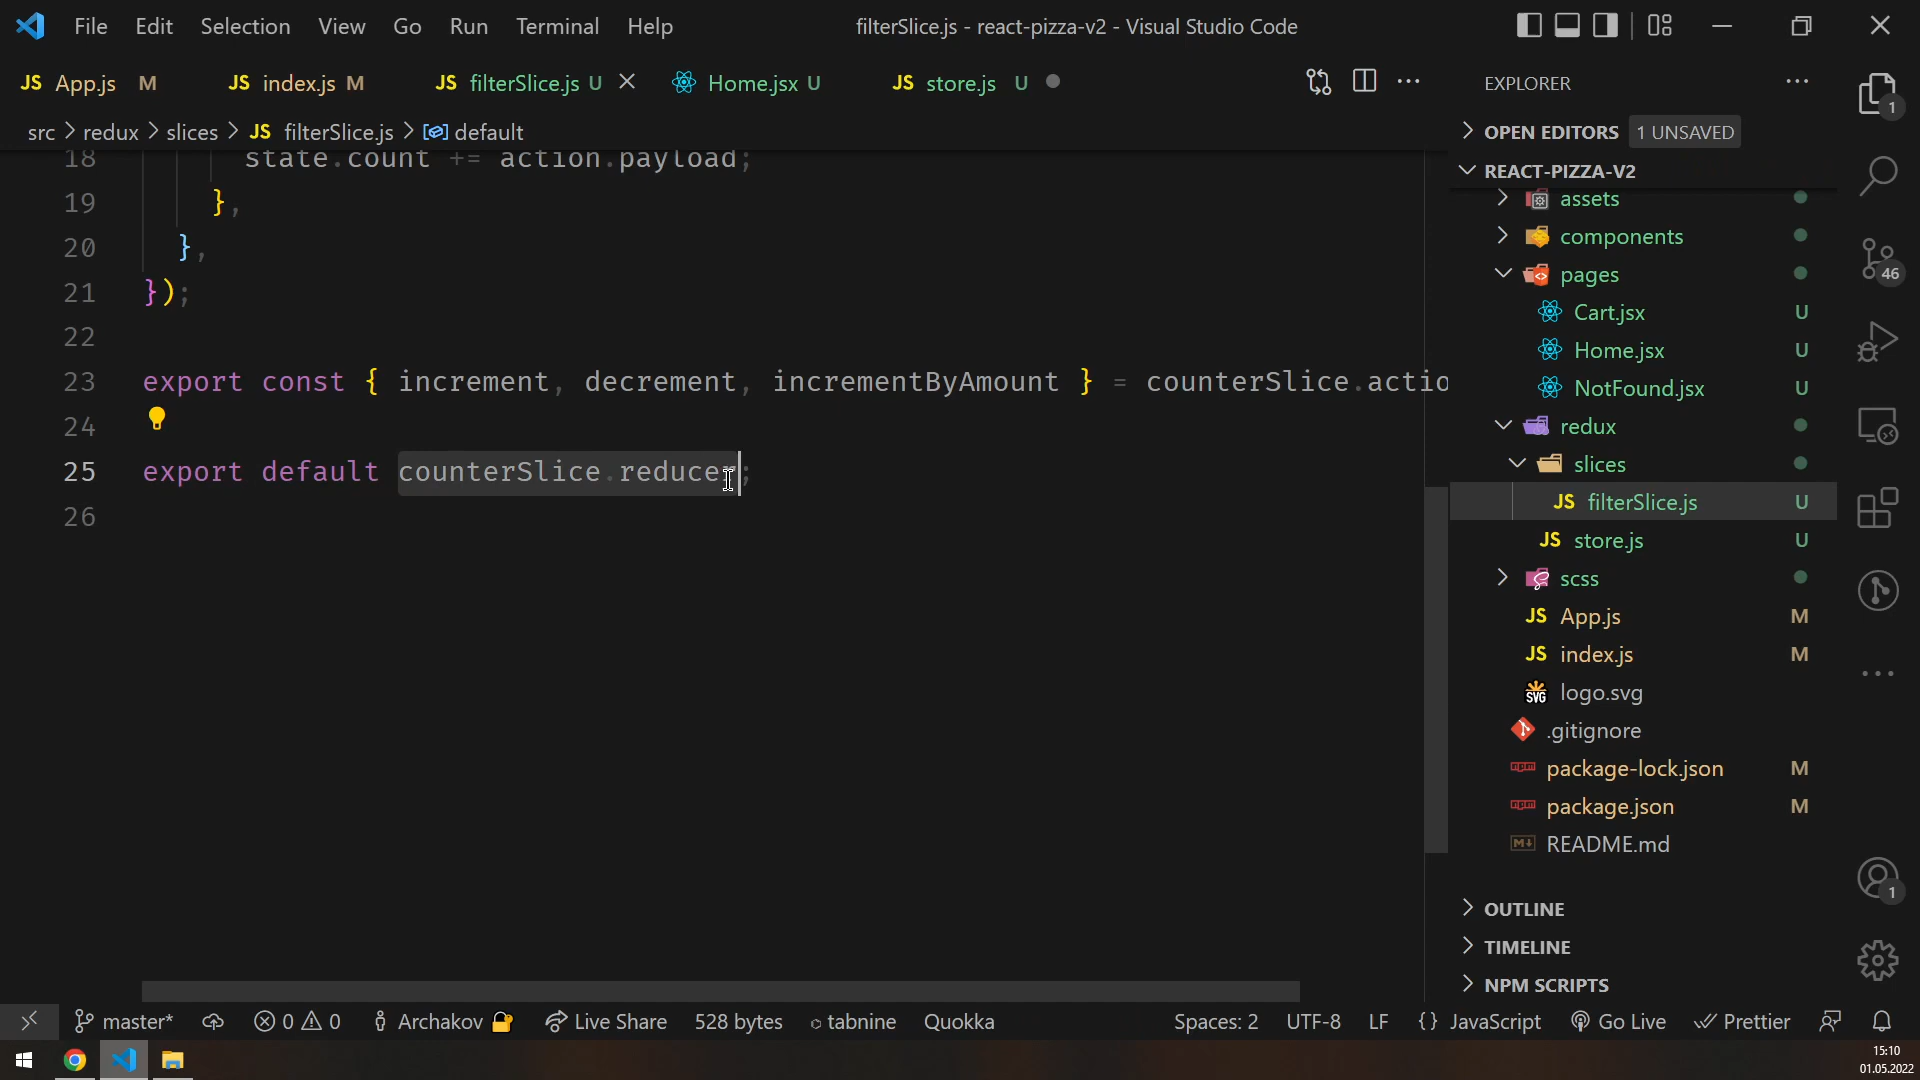 File Edit Selection View Go Run Terminal Help filterSlice.js - react-pizza-v2 - Visual Studio Code
JS App.js M JS index.js M JS filterSlice.js U Home.jsx U JS store.js U
src > redux > slices > JS filterSlice.js > default
18 state.count += action.payload;
19 },
20 },
21 });
22
23 export const { increment, decrement, incrementByAmount } = counterSlice.actio
24
25 export default counterSlice.reducer;
26
EXPLORER
OPEN EDITORS 1 UNSAVED
REACT-PIZZA-V2
assets
components
pages
Cart.jsx U
Home.jsx U
NotFound.jsx U
redux
slices
JS filterSlice.js U
JS store.js U
scss
JS App.js M
JS index.js M
SVG logo.svg
.gitignore
package-lock.json M
package.json M
README.md
OUTLINE
TIMELINE
NPM SCRIPTS
1
46
1
master* 0 0 Archakov Live Share 528 bytes tabnine Quokka Spaces: 2 UTF-8 LF {} JavaScript Go Live Prettier
15:10
01.05.2022